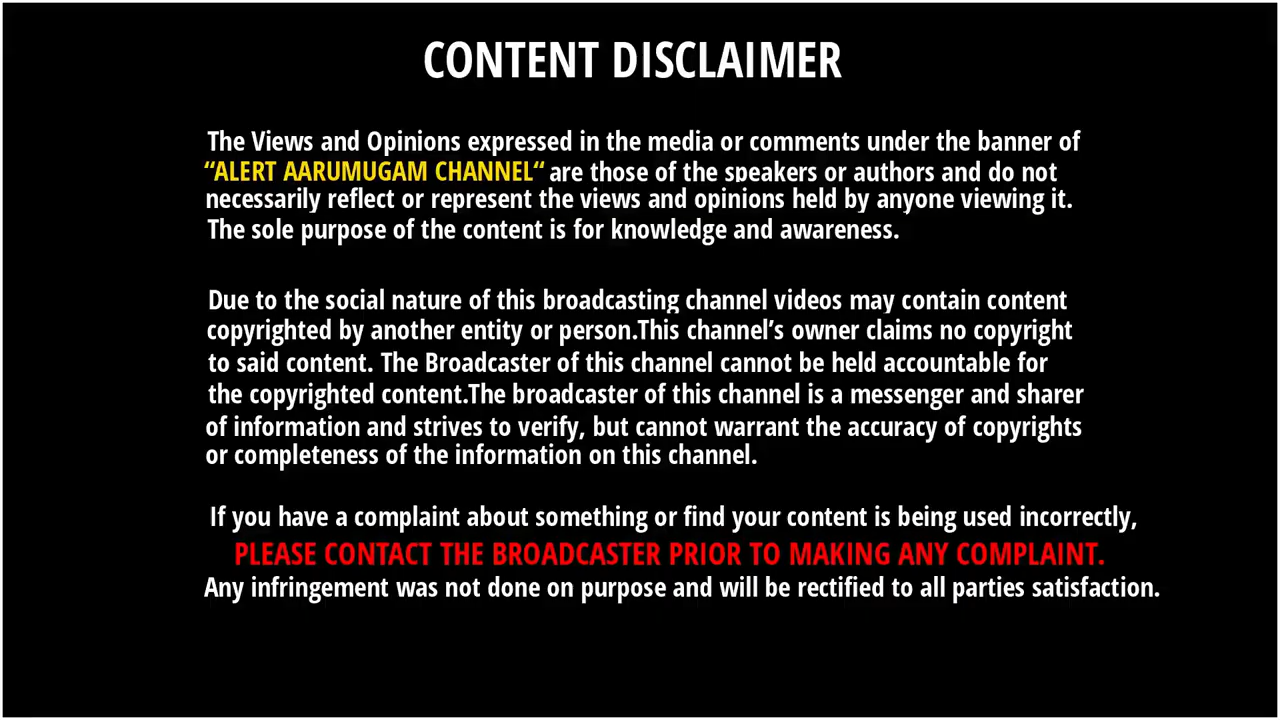 CONTENT DISCLAIMER
The Views and Opinions expressed in the media or comments under the banner of
“ALERT AARUMUGAM CHANNEL“ are those of the speakers or authors and do not
necessarily reflect or represent the views and opinions held by anyone viewing it.
The sole purpose of the content is for knowledge and awareness.
Due to the social nature of this broadcasting channel videos may contain content
copyrighted by another entity or person.This channel’s owner claims no copyright
to said content. The Broadcaster of this channel cannot be held accountable for
the copyrighted content.The broadcaster of this channel is a messenger and sharer
of information and strives to verify, but cannot warrant the accuracy of copyrights
or completeness of the information on this channel.
If you have a complaint about something or find your content is being used incorrectly,
PLEASE CONTACT THE BROADCASTER PRIOR TO MAKING ANY COMPLAINT.
Any infringement was not done on purpose and will be rectified to all parties satisfaction.